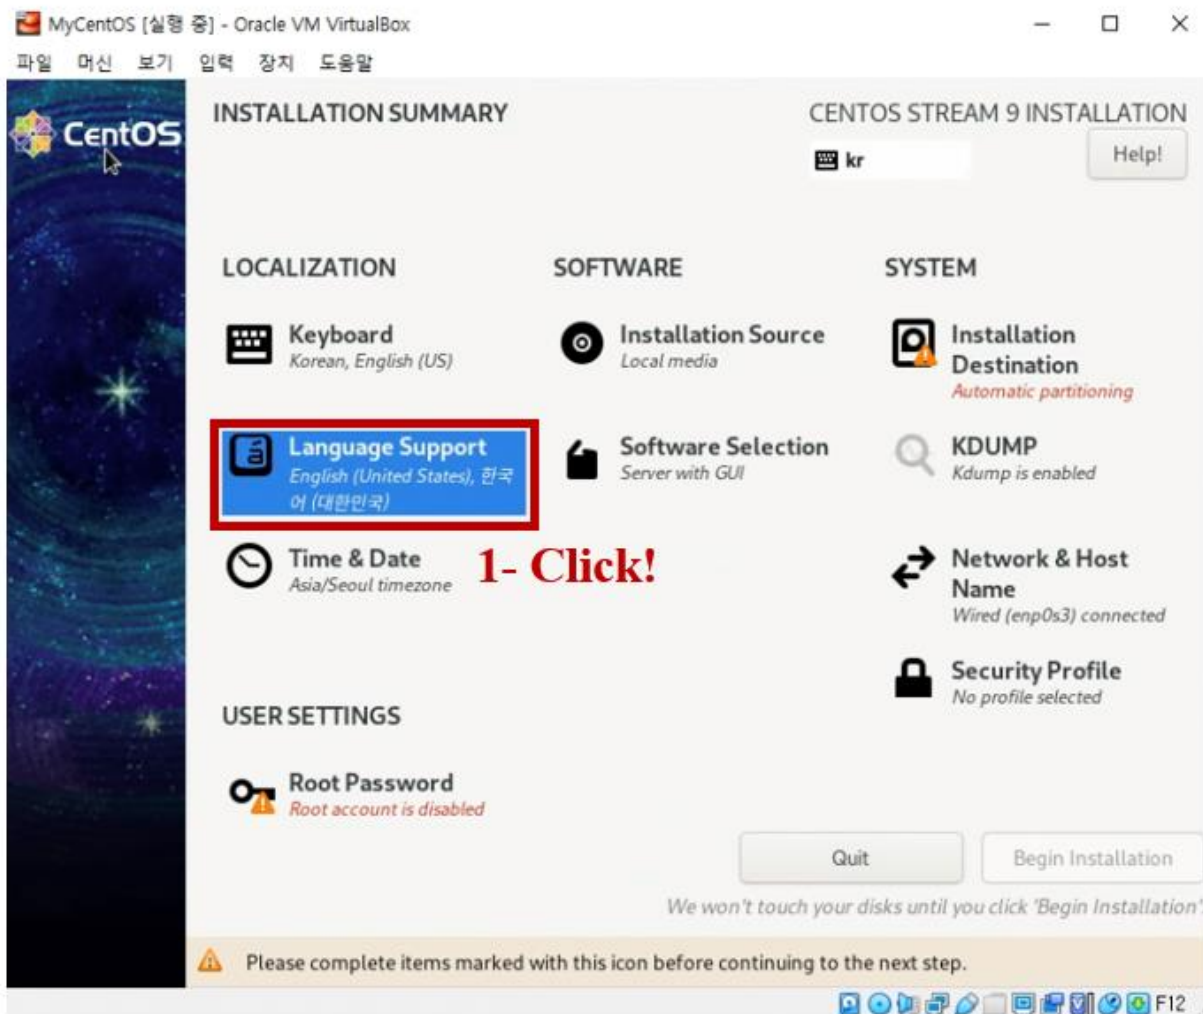 MyCentOS [실행 중] - Oracle VM VirtualBox
파일 머신 보기 입력 장치 도움말
CentOS
INSTALLATION SUMMARY
CENTOS STREAM 9 INSTALLATION
kr
Help!
LOCALIZATION
Keyboard
Korean, English (US)
Language Support
English (United States), 한국
어 (대한민국)
Time & Date
Asia/Seoul timezone
1- Click!
SOFTWARE
Installation Source
Local media
Software Selection
Server with GUI
SYSTEM
Installation
Destination
Automatic partitioning
KDUMP
Kdump is enabled
Network & Host
Name
Wired (enp0s3) connected
Security Profile
No profile selected
USER SETTINGS
Root Password
Root account is disabled
Quit
Begin Installation
We won't touch your disks until you click 'Begin Installation'
Please complete items marked with this icon before continuing to the next step.
F12